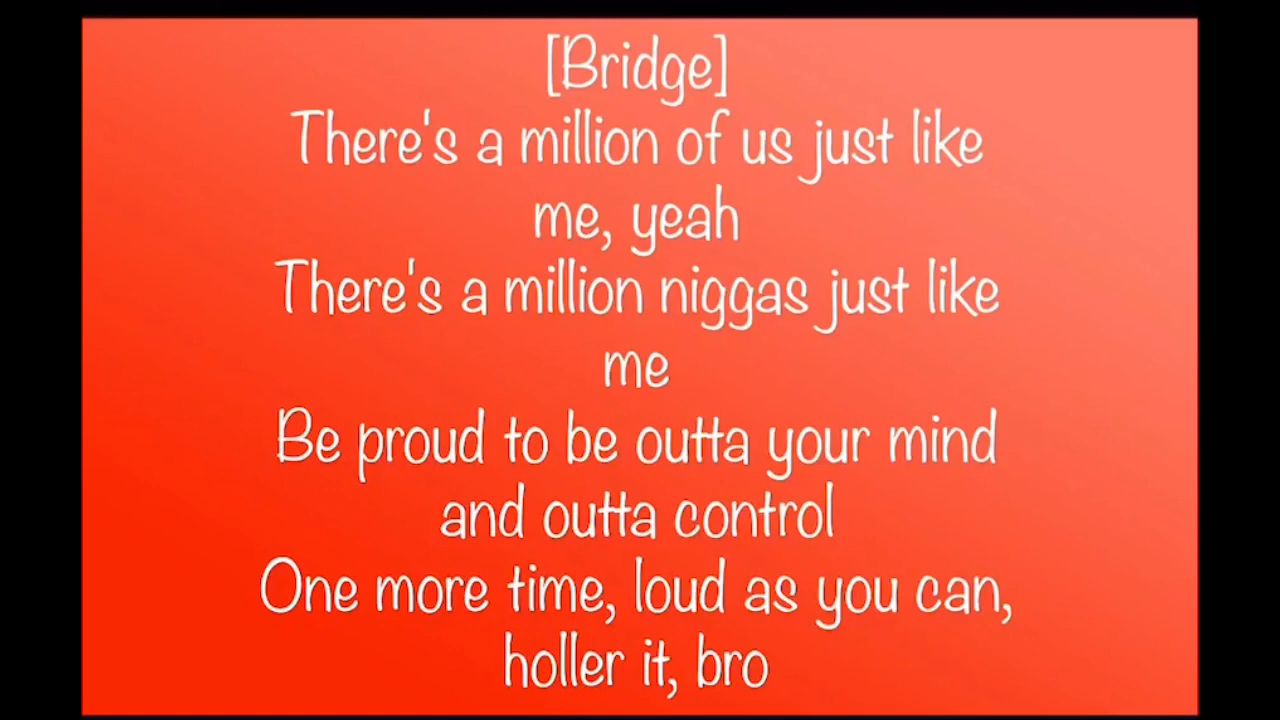 [Bridge]
There's a million of us just like
me, yeah
There's a million niggas just like
me
Be proud to be outta your mind
and outta control
One more time, loud as you can,
holler it, bro